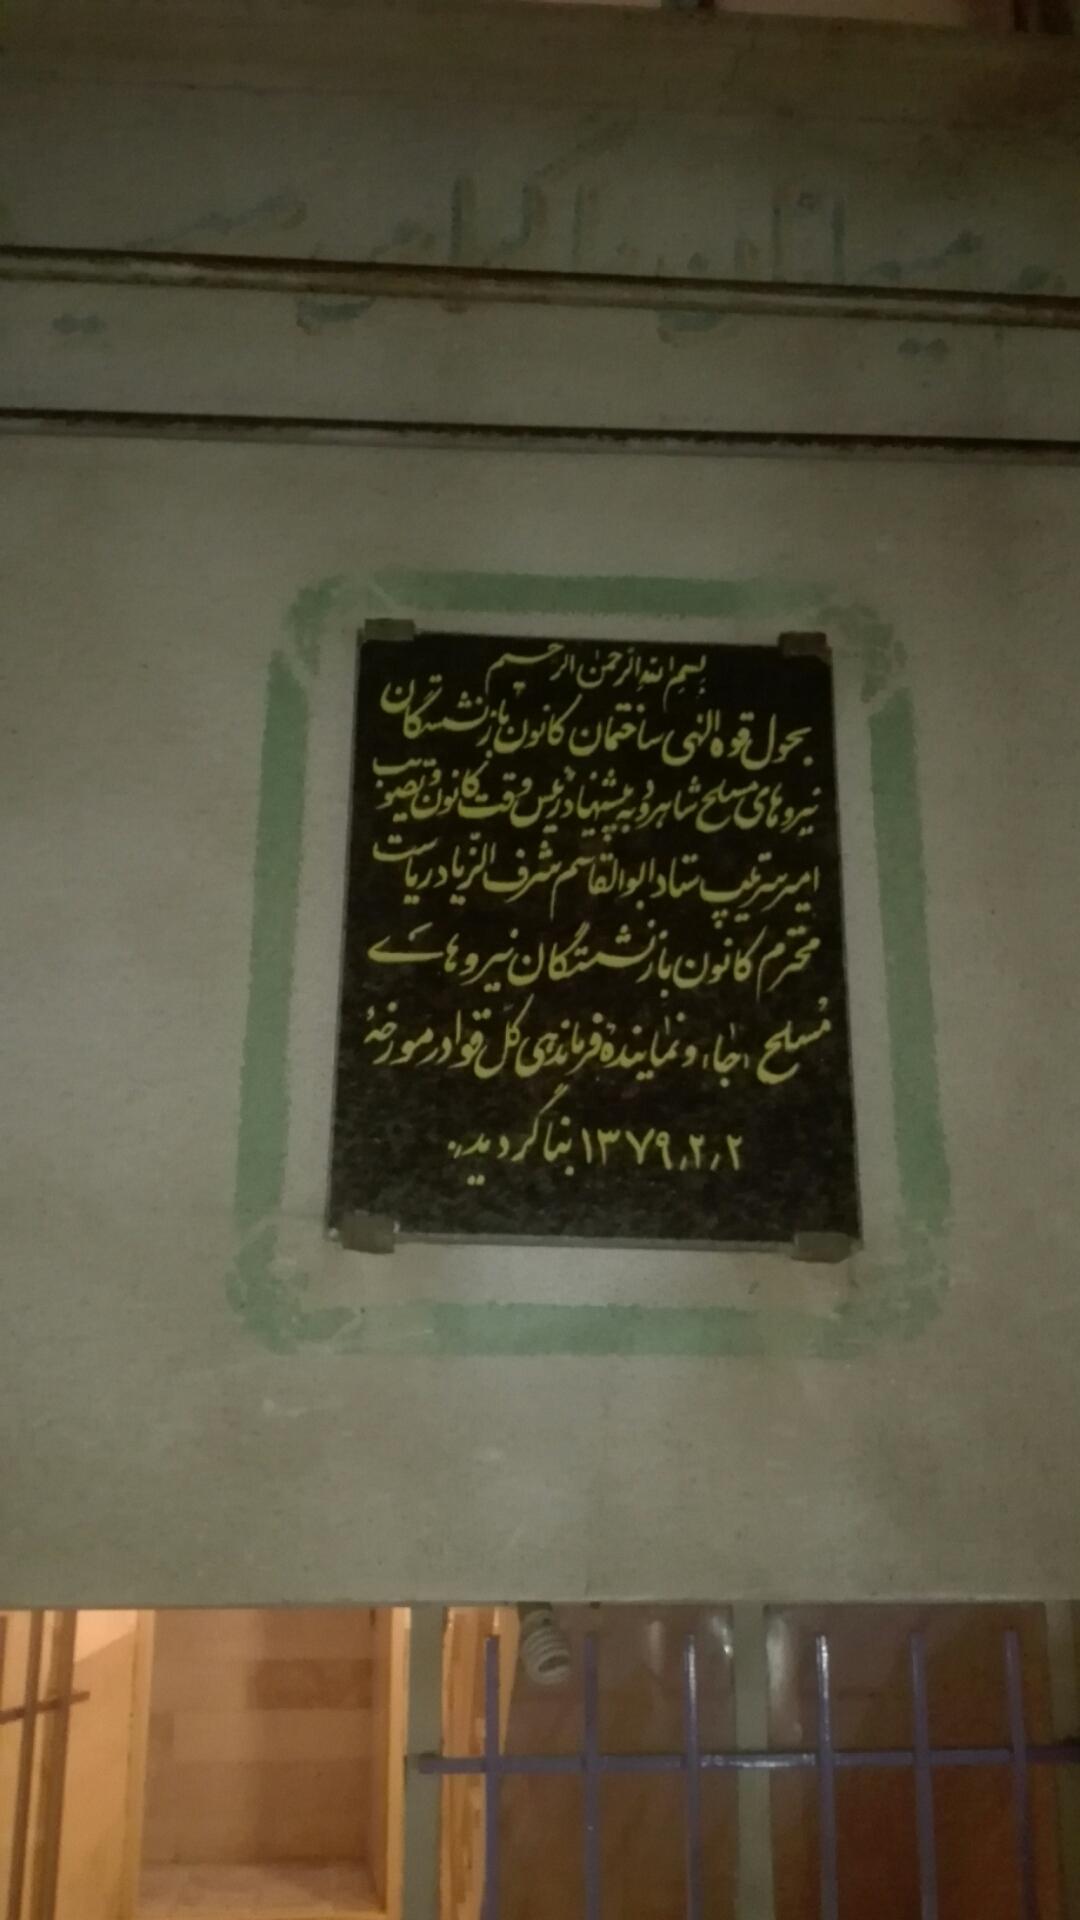 بسم الله الرحمن الرحیم
بحول قوه الهی ساختمان کانون بازنشستگان
نیروهای مسلح شاهرود به پیشنهاد رئیس وقت کانون و تصویب
امیر سرتیپ ستاد ابوالقاسم شرف الزیاد ریاست
محترم کانون بازنشستگان نیروهای
مسلح «آجا» و نماینده فرماندهی کل قوا در مورخهٔ
۱۳۷۹٫۲٫۲ بنا گردید.